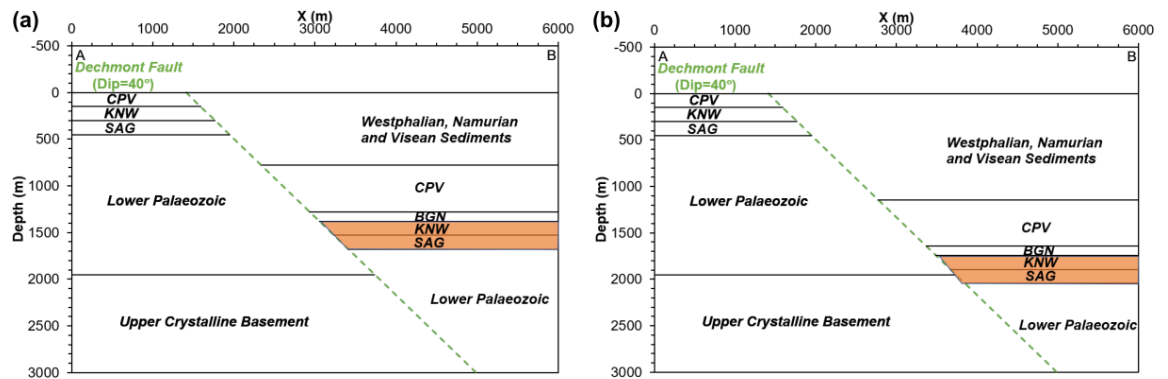 (a)
X (m)
0 1000 2000 3000 4000 5000 6000
-500
0
500
1000
1500
2000
2500
3000
Depth (m)
A
B
Dechmont Fault
(Dip=40°)
CPV
KNW
SAG
Lower Palaeozoic
Upper Crystalline Basement
Westphalian, Namurian
and Visean Sediments
CPV
BGN
KNW
SAG
Lower Palaeozoic
(b)
X (m)
0 1000 2000 3000 4000 5000 6000
-500
0
500
1000
1500
2000
2500
3000
Depth (m)
A
B
Dechmont Fault
(Dip=40°)
CPV
KNW
SAG
Lower Palaeozoic
Upper Crystalline Basement
Westphalian, Namurian
and Visean Sediments
CPV
BGN
KNW
SAG
Lower Palaeozoic